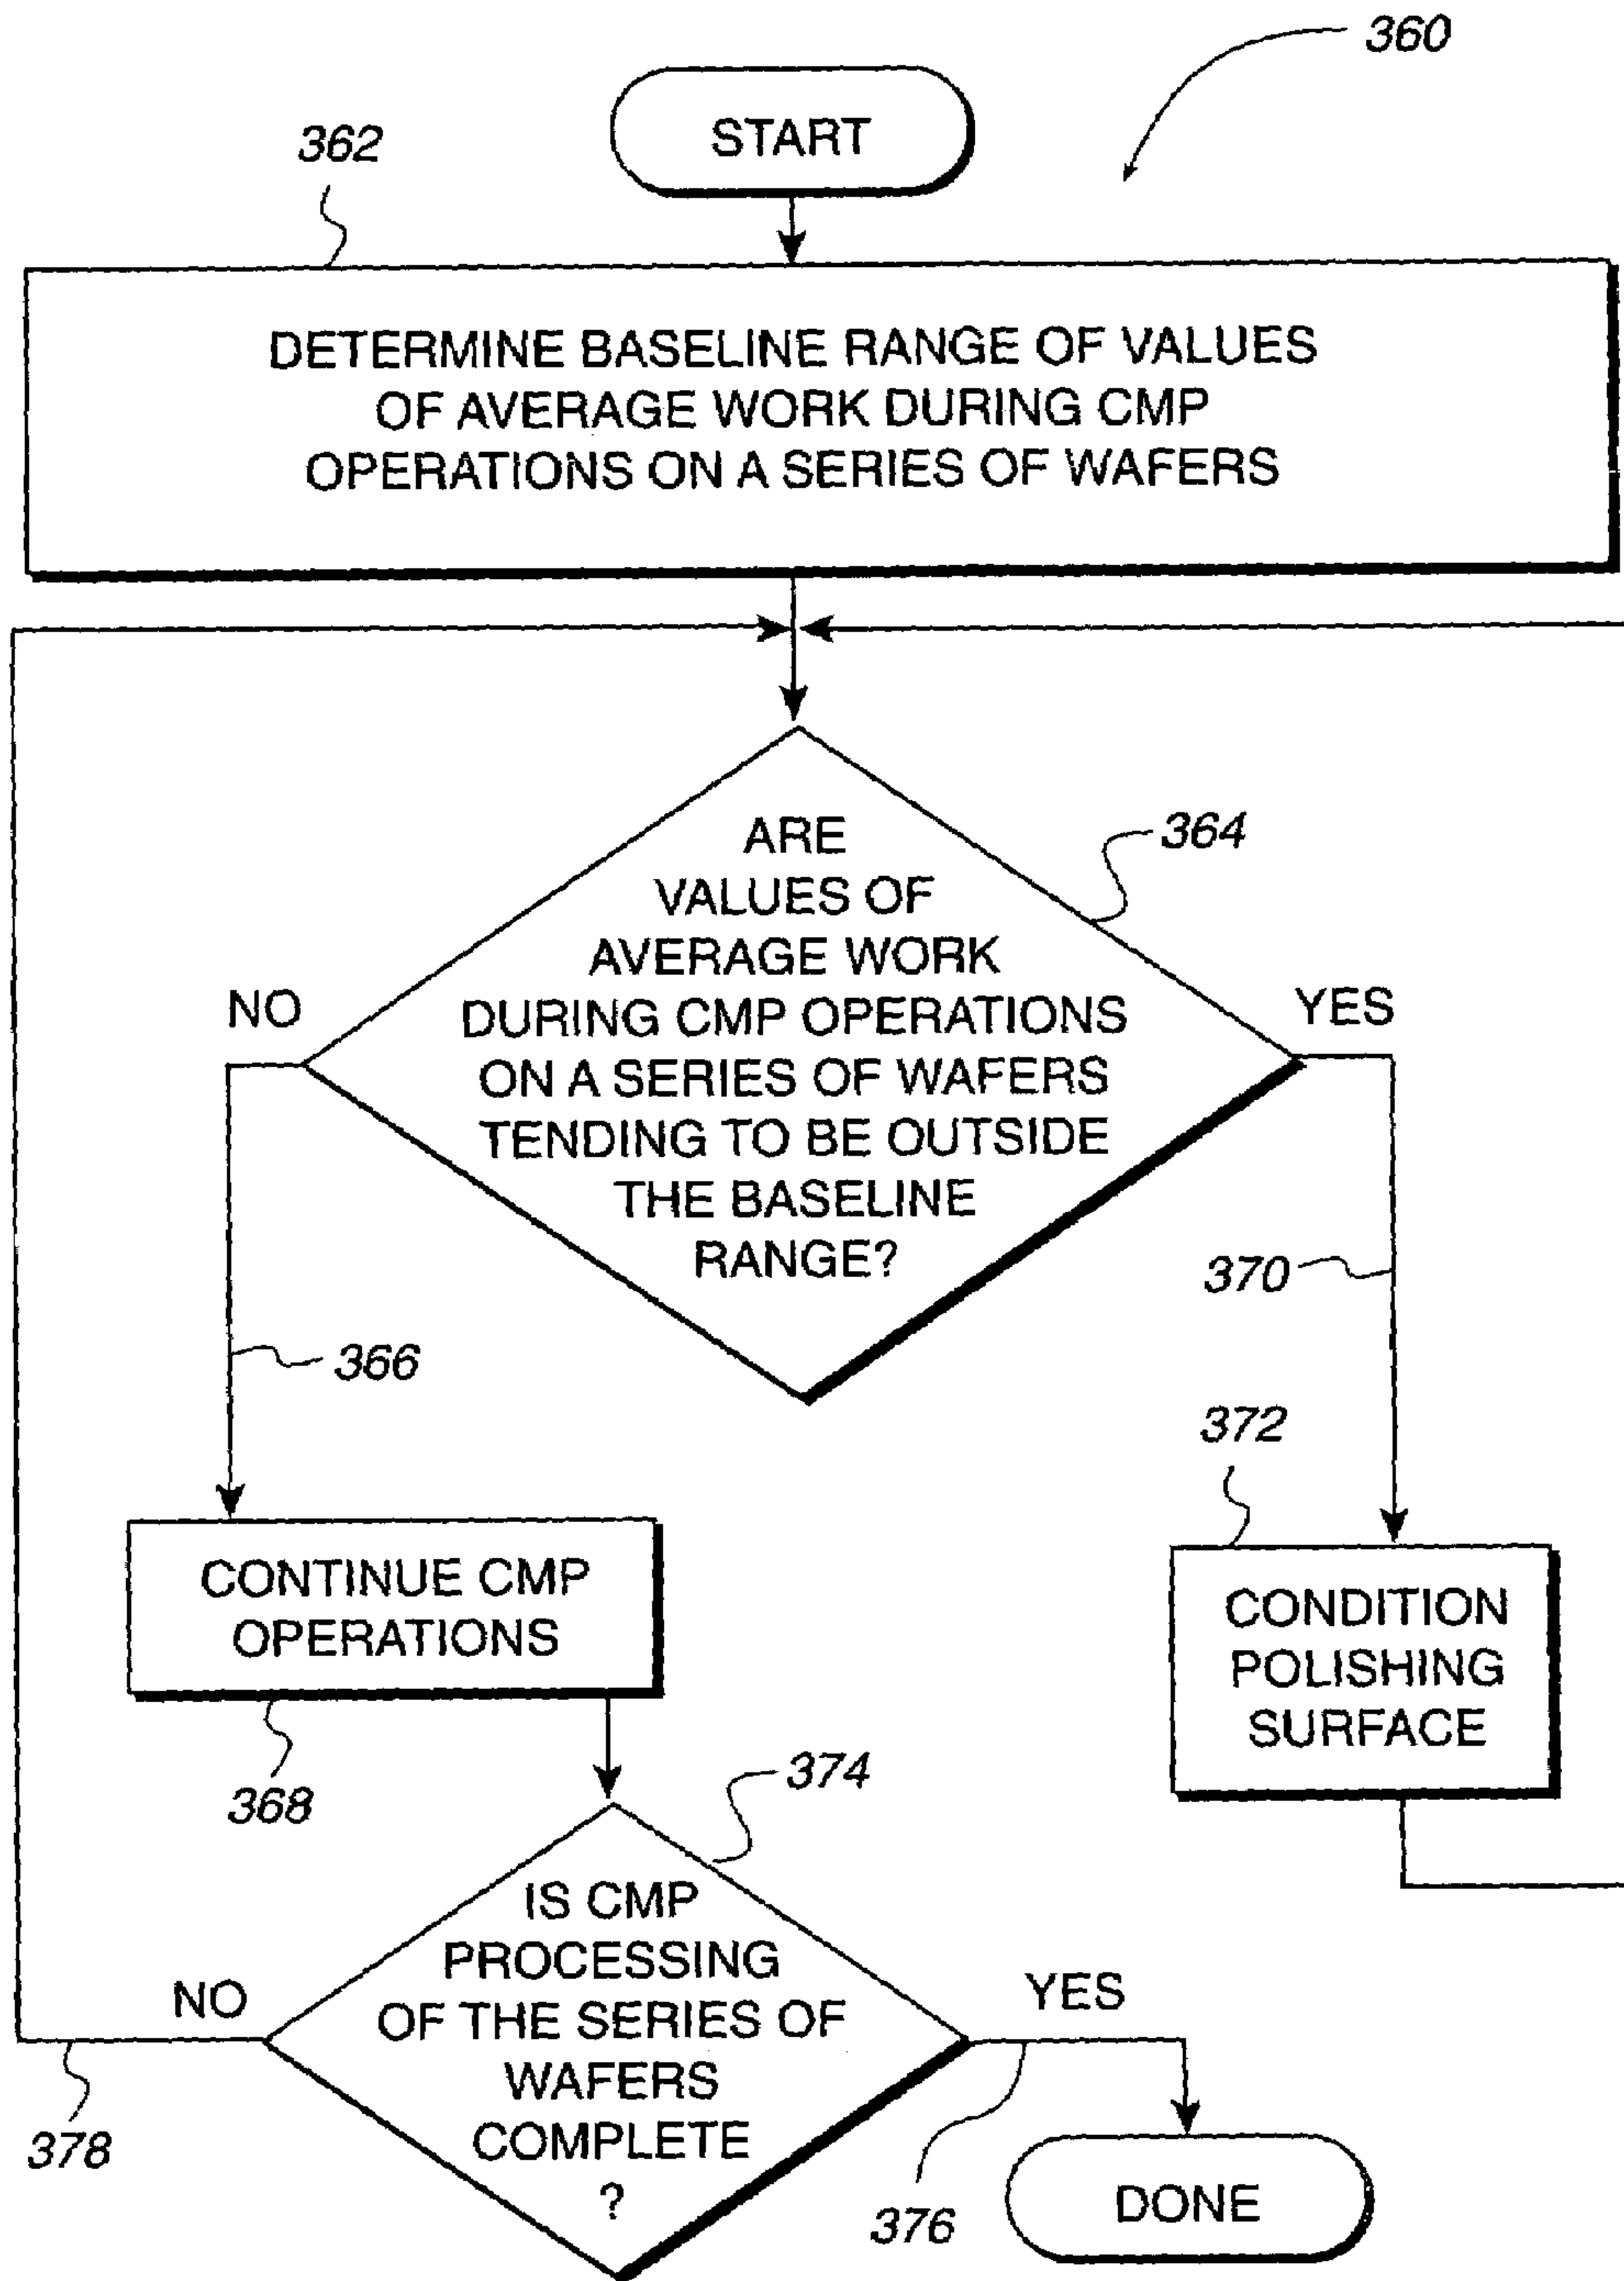 360
START
362
DETERMINE BASELINE RANGE OF VALUES
OF AVERAGE WORK DURING CMP
OPERATIONS ON A SERIES OF WAFERS
ARE
VALUES OF
AVERAGE WORK
DURING CMP OPERATIONS
ON A SERIES OF WAFERS
TENDING TO BE OUTSIDE
THE BASELINE
RANGE?
364
NO
YES
366
370
372
CONTINUE CMP
OPERATIONS
368
CONDITION
POLISHING
SURFACE
374
IS CMP
PROCESSING
OF THE SERIES OF
WAFERS
COMPLETE
?
NO
YES
378
376
DONE